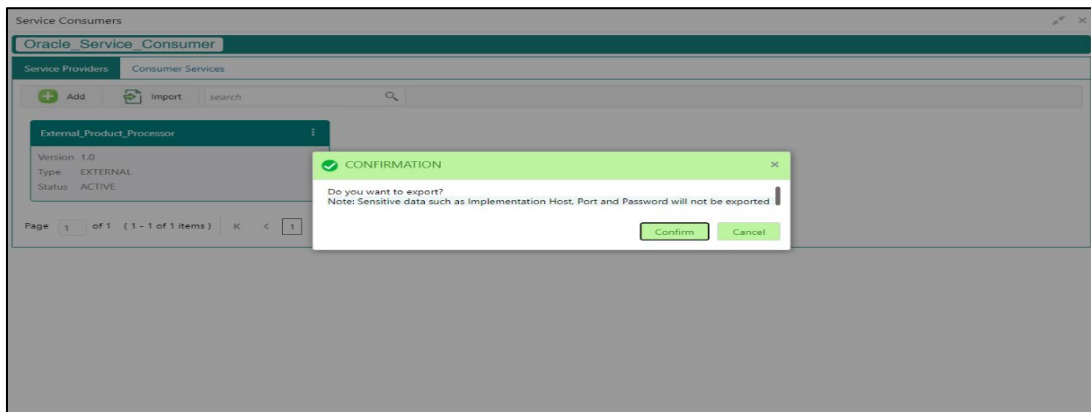 Service Consumers
Oracle_Service_Consumer
Service Providers Consumer Services
Add Import search
External_Product_Processor
Version 1.0
Type EXTERNAL
Status ACTIVE
CONFIRMATION
Do you want to export?
Note: Sensitive data such as Implementation Host, Port and Password will not be exported
Confirm Cancel
Page 1 of 1 (1 - 1 of 1 items) K < 1